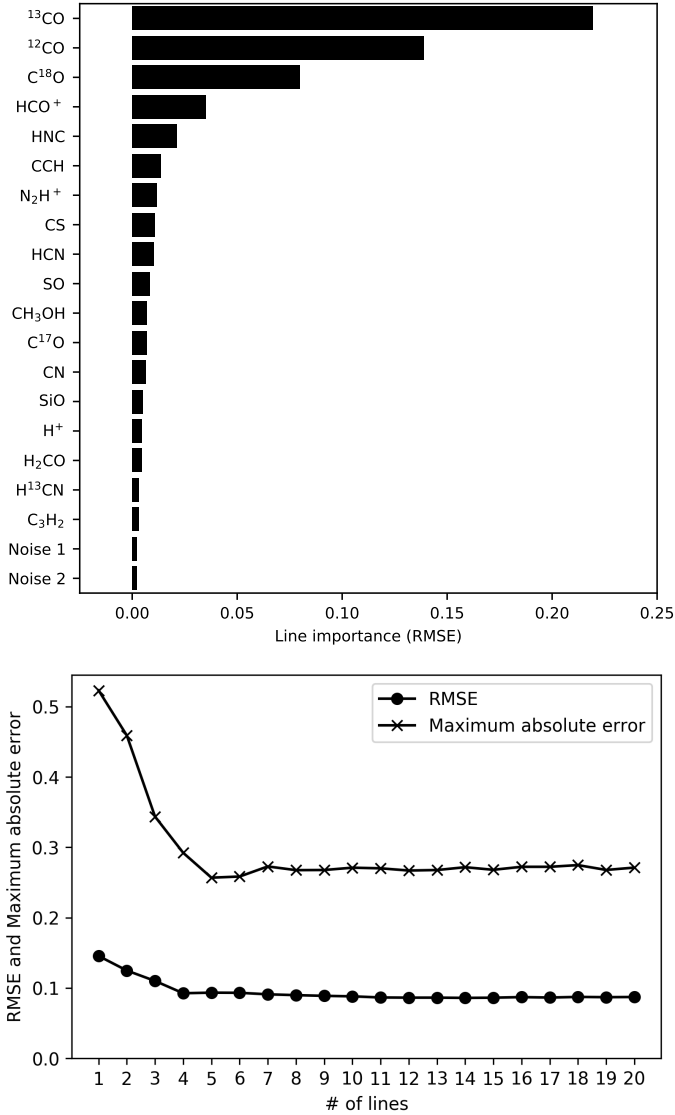 ¹³CO
¹²CO
C¹⁸O
HCO⁺
HNC
CCH
N₂H⁺
CS
HCN
SO
CH₃OH
C¹⁷O
CN
SiO
H⁺
H₂CO
H¹³CN
C₃H₂
Noise 1
Noise 2
0.00 0.05 0.10 0.15 0.20 0.25
Line importance (RMSE)
RMSE
Maximum absolute error
RMSE and Maximum absolute error
0.5
0.4
0.3
0.2
0.1
0.0
1 2 3 4 5 6 7 8 9 10 11 12 13 14 15 16 17 18 19 20
# of lines